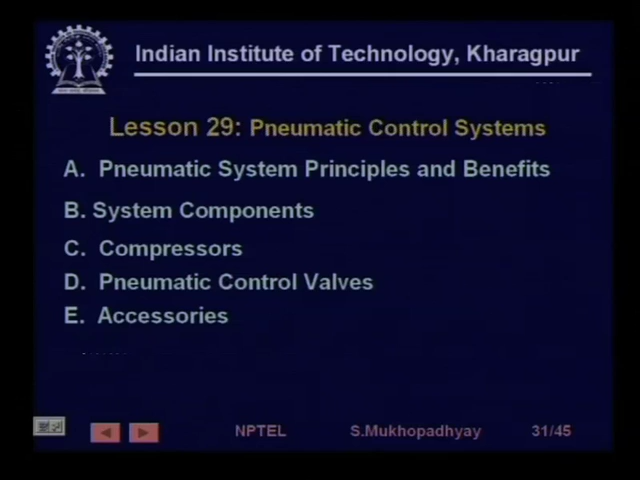 Indian Institute of Technology, Kharagpur
Lesson 29: Pneumatic Control Systems
A. Pneumatic System Principles and Benefits
B. System Components
C. Compressors
D. Pneumatic Control Valves
E. Accessories
NPTEL S.Mukhopadhyay 31/45